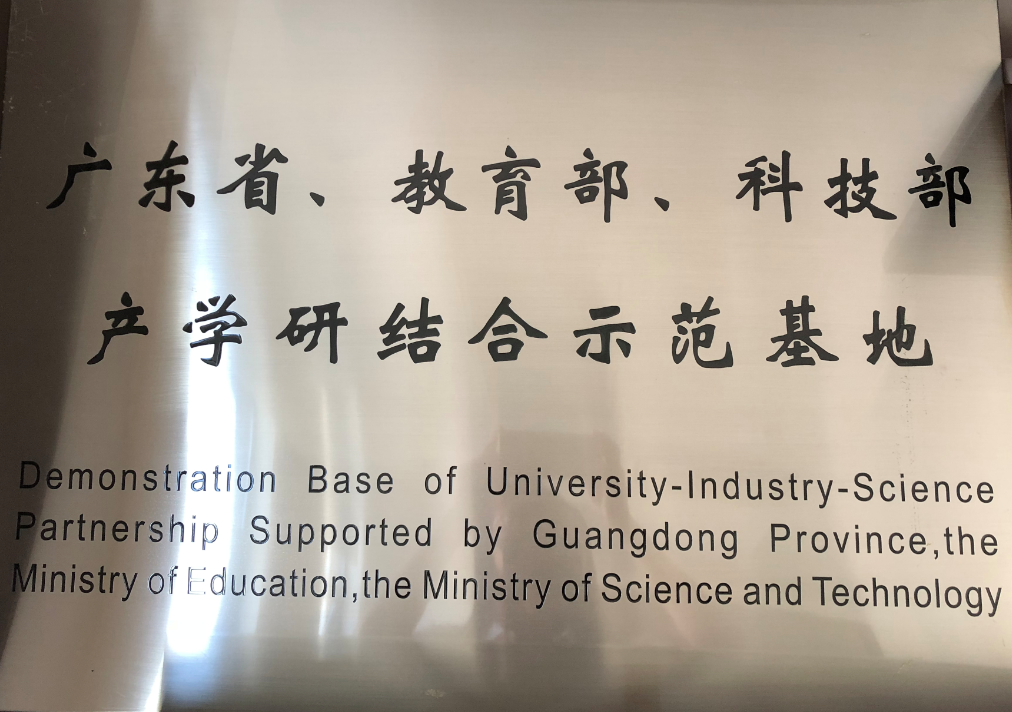 广东省、教育部、科技部
产学研结合示范基地
Demonstration Base of University-Industry-Science
Partnership Supported by Guangdong Province,the
Ministry of Education,the Ministry of Science and Technology